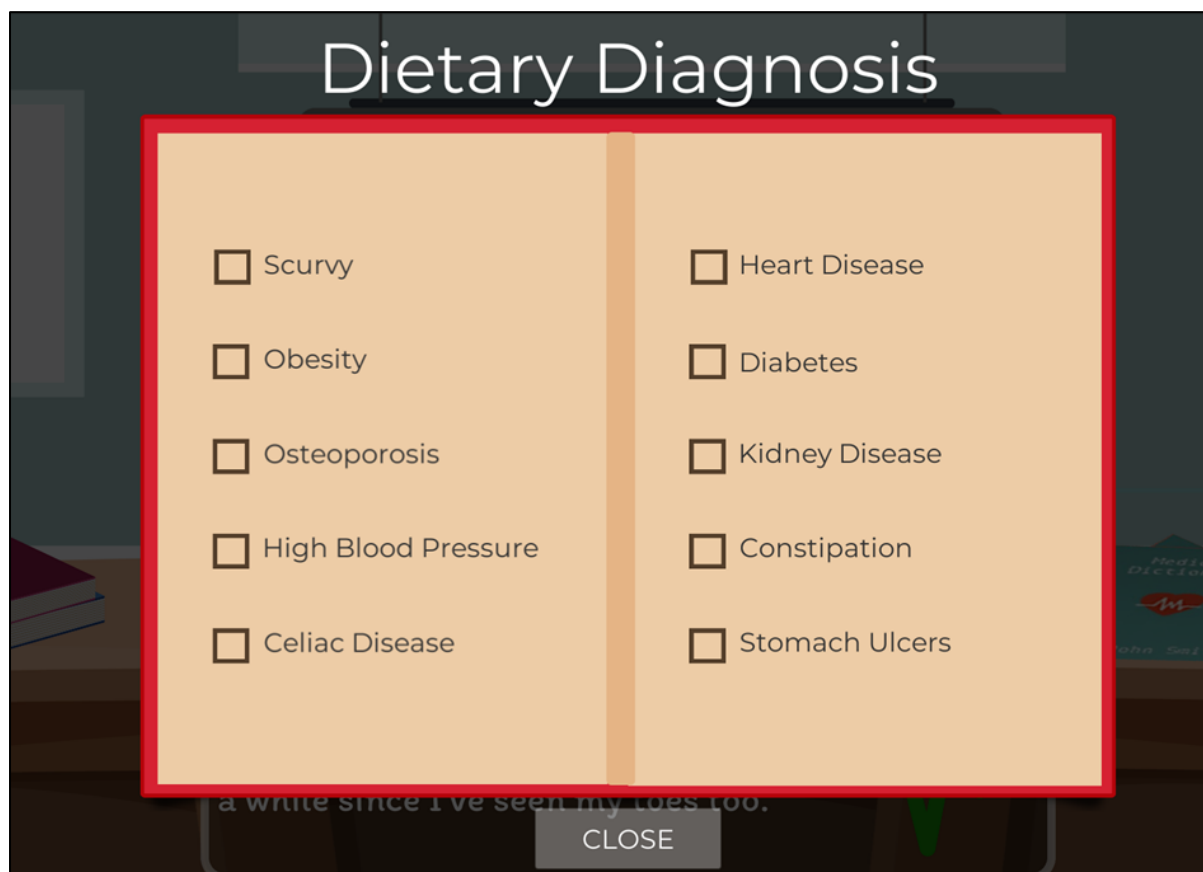 Dietary Diagnosis
Scurvy
Obesity
Osteoporosis
High Blood Pressure
Celiac Disease
Heart Disease
Diabetes
Kidney Disease
Constipation
Stomach Ulcers
a while since I've seen my toes too.
CLOSE